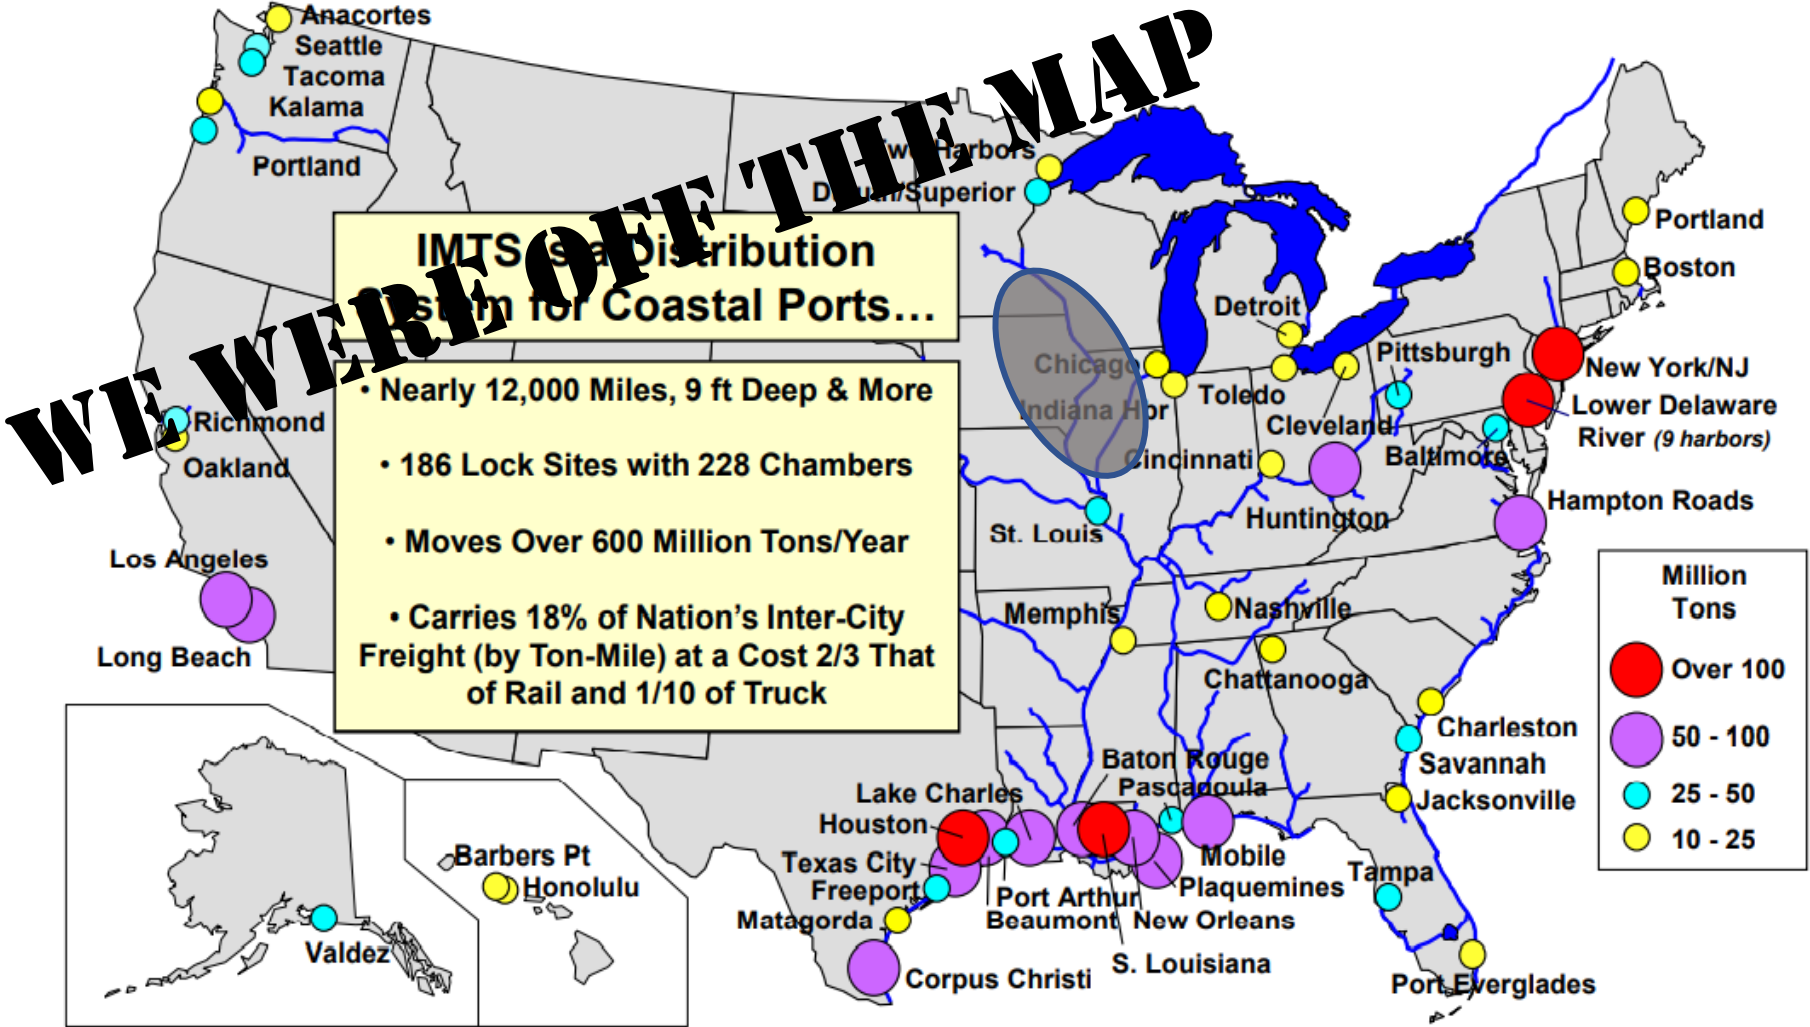 WE WERE OFF THE MAP
Anacortes
Seattle
Tacoma
Kalama
Portland
Two Harbors
Duluth/Superior
IMTS is a Distribution
System for Coastal Ports…
• Nearly 12,000 Miles, 9 ft Deep & More
• 186 Lock Sites with 228 Chambers
• Moves Over 600 Million Tons/Year
• Carries 18% of Nation's Inter-City
Freight (by Ton-Mile) at a Cost 2/3 That
of Rail and 1/10 of Truck
Richmond
Oakland
Los Angeles
Long Beach
Portland
Boston
Detroit
Chicago
Indiana Hbr
Toledo
Cleveland
Pittsburgh
New York/NJ
Lower Delaware
River (9 harbors)
Baltimore
Cincinnati
Hampton Roads
Huntington
St. Louis
Memphis
Nashville
Chattanooga
Charleston
Savannah
Jacksonville
Baton Rouge
Pascagoula
Lake Charles
Houston
Texas City
Freeport
Matagorda
Corpus Christi
Port Arthur
Beaumont
New Orleans
S. Louisiana
Plaquemines
Mobile
Tampa
Port Everglades
Barbers Pt
Honolulu
Valdez
Million
Tons
Over 100
50 - 100
25 - 50
10 - 25